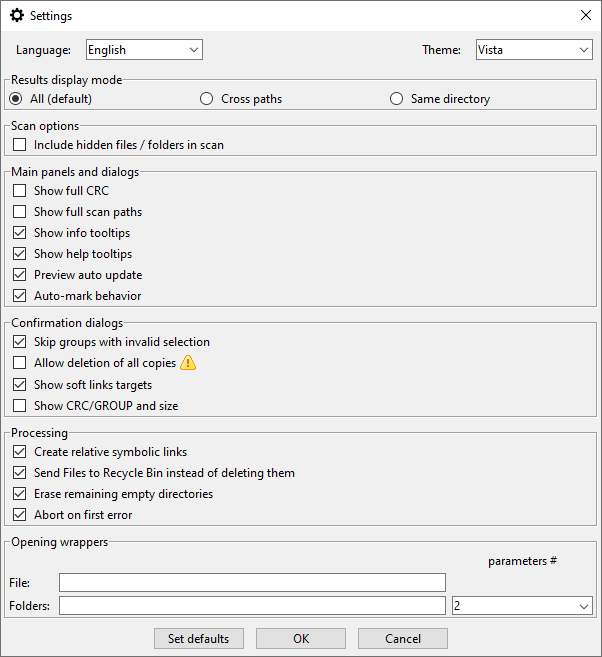 Settings
Language: English Theme: Vista
Results display mode
All (default) Cross paths Same directory
Scan options
Include hidden files / folders in scan
Main panels and dialogs
Show full CRC
Show full scan paths
Show info tooltips
Show help tooltips
Preview auto update
Auto-mark behavior
Confirmation dialogs
Skip groups with invalid selection
Allow deletion of all copies
Show soft links targets
Show CRC/GROUP and size
Processing
Create relative symbolic links
Send Files to Recycle Bin instead of deleting them
Erase remaining empty directories
Abort on first error
Opening wrappers
parameters #
File:
Folders: 2
Set defaults OK Cancel